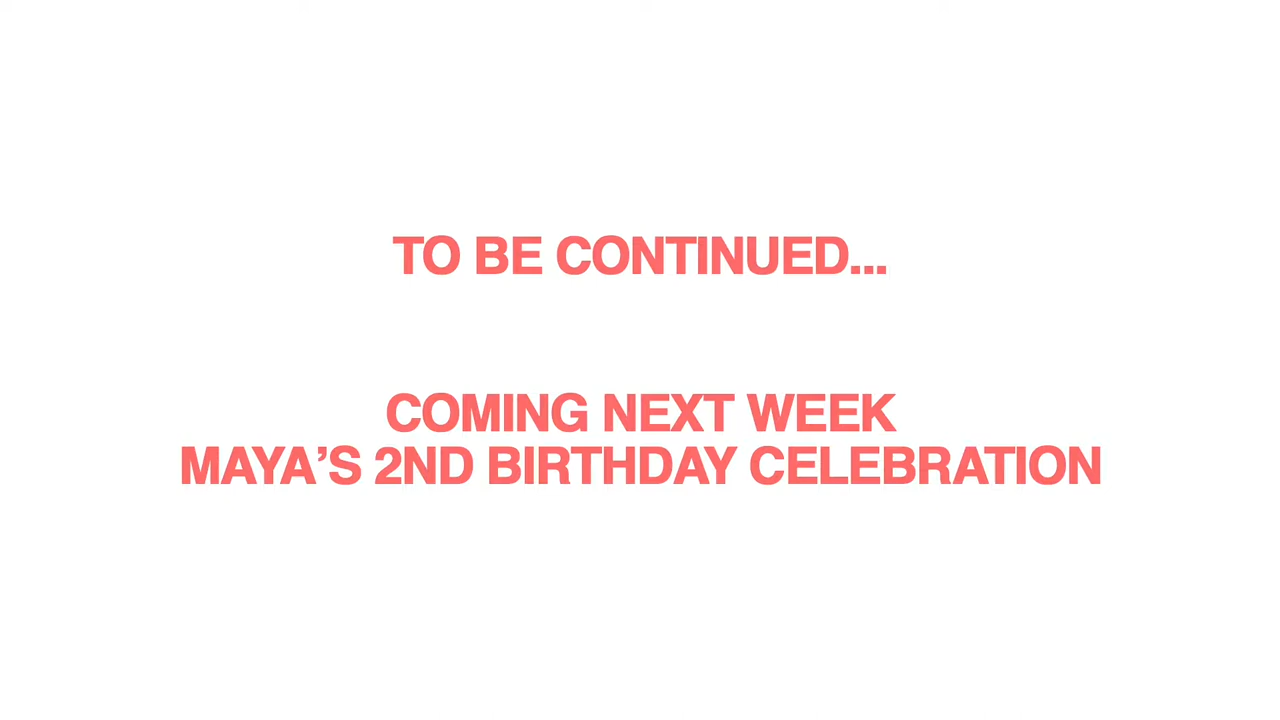 TO BE CONTINUED...
COMING NEXT WEEK
MAYA’S 2ND BIRTHDAY CELEBRATION